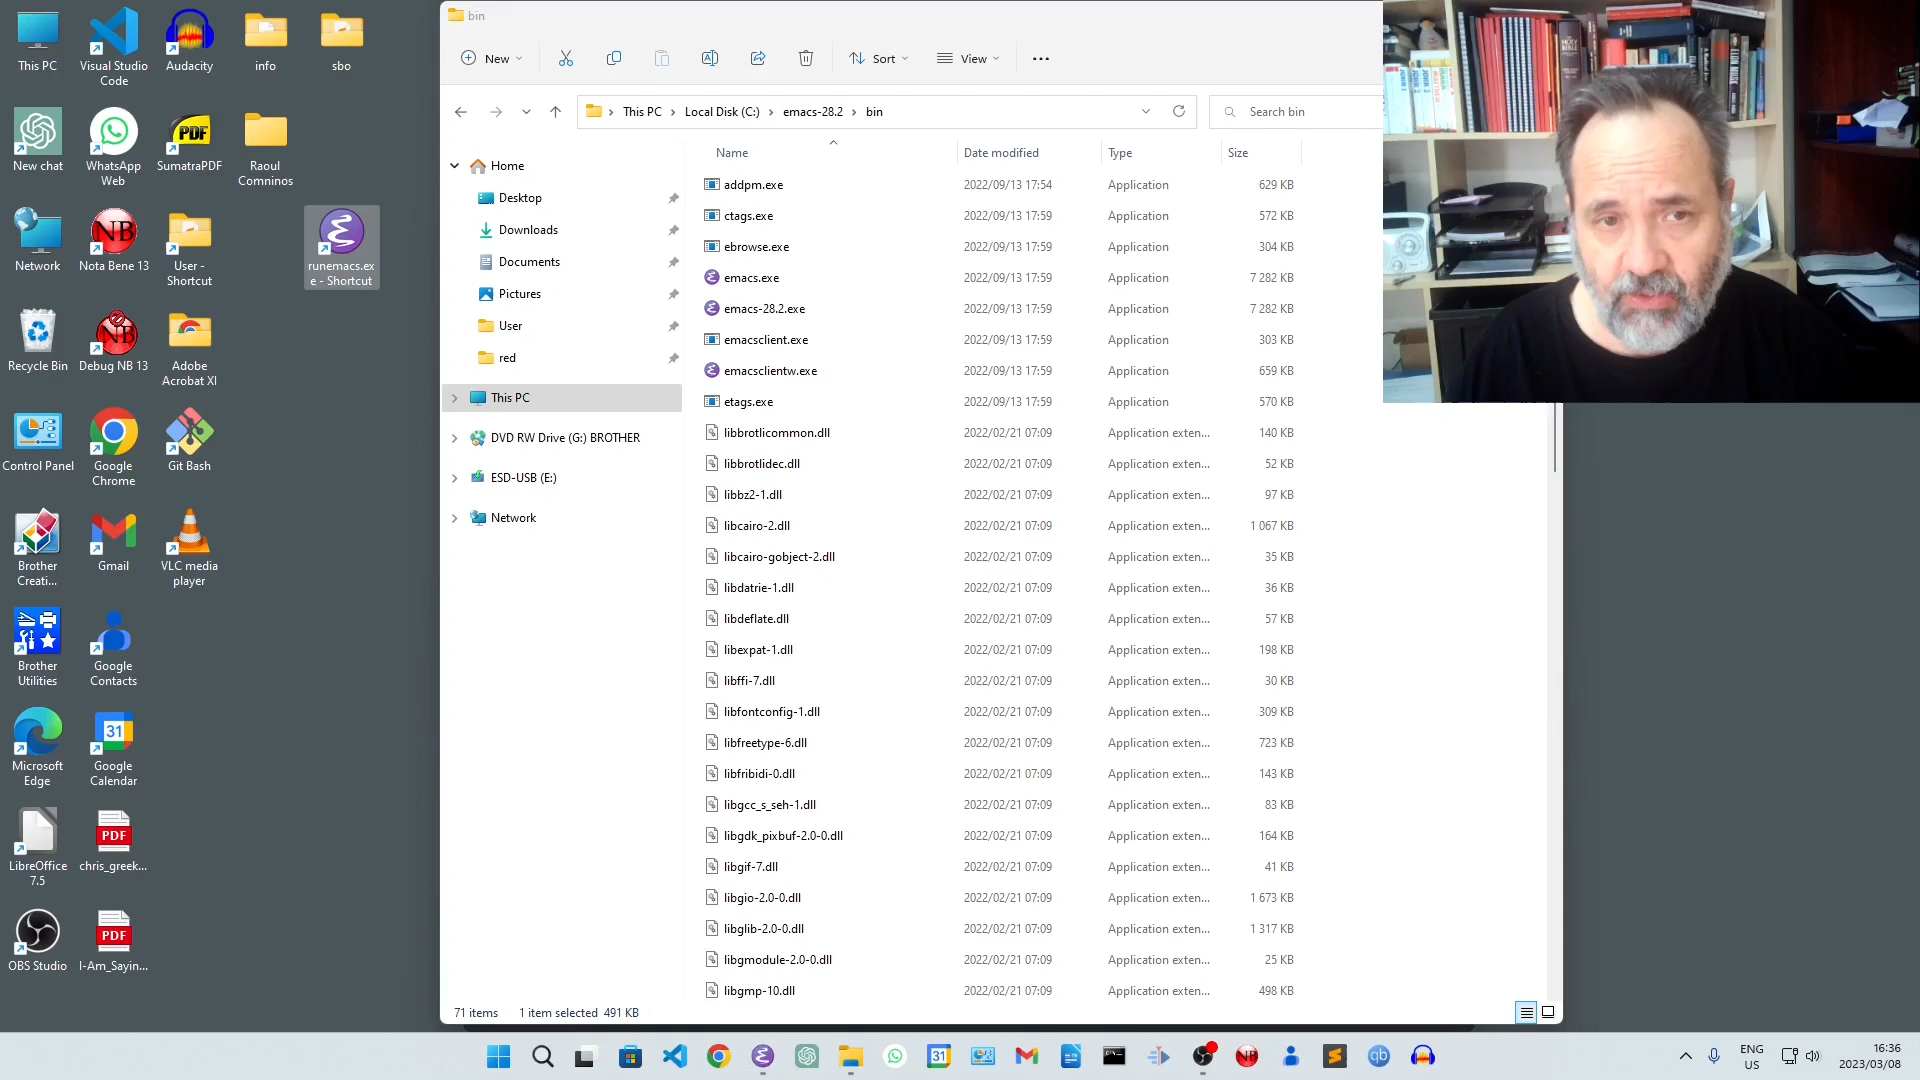 This PC
Visual Studio
Code
Audacity
info
sbo
New chat
WhatsApp
Web
PDF
SumatraPDF
Raoul
Comninos
Network
NB
Nota Bene 13
User -
Shortcut
runemacs.ex
e - Shortcut
Recycle Bin
NB
Debug NB 13
Adobe
Acrobat XI
Control Panel
Google
Chrome
Git Bash
Brother
Creati...
Gmail
VLC media
player
Brother
Utilities
Google
Contacts
Microsoft
Edge
31
Google
Calendar
LibreOffice
7.5
PDF
chris_greek...
OBS Studio
PDF
I-Am_Sayin...
bin
New
Sort
View
This PC > Local Disk (C:) > emacs-28.2 > bin
Search bin
Home
Desktop
Downloads
Documents
Pictures
User
red
This PC
DVD RW Drive (G:) BROTHER
ESD-USB (E:)
Network
Name Date modified Type Size
addpm.exe 2022/09/13 17:54 Application 629 KB
ctags.exe 2022/09/13 17:59 Application 572 KB
ebrowse.exe 2022/09/13 17:59 Application 304 KB
emacs.exe 2022/09/13 17:59 Application 7 282 KB
emacs-28.2.exe 2022/09/13 17:59 Application 7 282 KB
emacsclient.exe 2022/09/13 17:59 Application 303 KB
emacsclientw.exe 2022/09/13 17:59 Application 659 KB
etags.exe 2022/09/13 17:59 Application 570 KB
libbrotlicommon.dll 2022/02/21 07:09 Application exten... 140 KB
libbrotlidec.dll 2022/02/21 07:09 Application exten... 52 KB
libbz2-1.dll 2022/02/21 07:09 Application exten... 97 KB
libcairo-2.dll 2022/02/21 07:09 Application exten... 1 067 KB
libcairo-gobject-2.dll 2022/02/21 07:09 Application exten... 35 KB
libdatrie-1.dll 2022/02/21 07:09 Application exten... 36 KB
libdeflate.dll 2022/02/21 07:09 Application exten... 57 KB
libexpat-1.dll 2022/02/21 07:09 Application exten... 198 KB
libffi-7.dll 2022/02/21 07:09 Application exten... 30 KB
libfontconfig-1.dll 2022/02/21 07:09 Application exten... 309 KB
libfreetype-6.dll 2022/02/21 07:09 Application exten... 723 KB
libfribidi-0.dll 2022/02/21 07:09 Application exten... 143 KB
libgcc_s_seh-1.dll 2022/02/21 07:09 Application exten... 83 KB
libgdk_pixbuf-2.0-0.dll 2022/02/21 07:09 Application exten... 164 KB
libgif-7.dll 2022/02/21 07:09 Application exten... 41 KB
libgio-2.0-0.dll 2022/02/21 07:09 Application exten... 1 673 KB
libglib-2.0-0.dll 2022/02/21 07:09 Application exten... 1 317 KB
libgmodule-2.0-0.dll 2022/02/21 07:09 Application exten... 25 KB
libgmp-10.dll 2022/02/21 07:09 Application exten... 498 KB
71 items 1 item selected 491 KB
31
NB
qb
ENG
US
16:36
2023/03/08